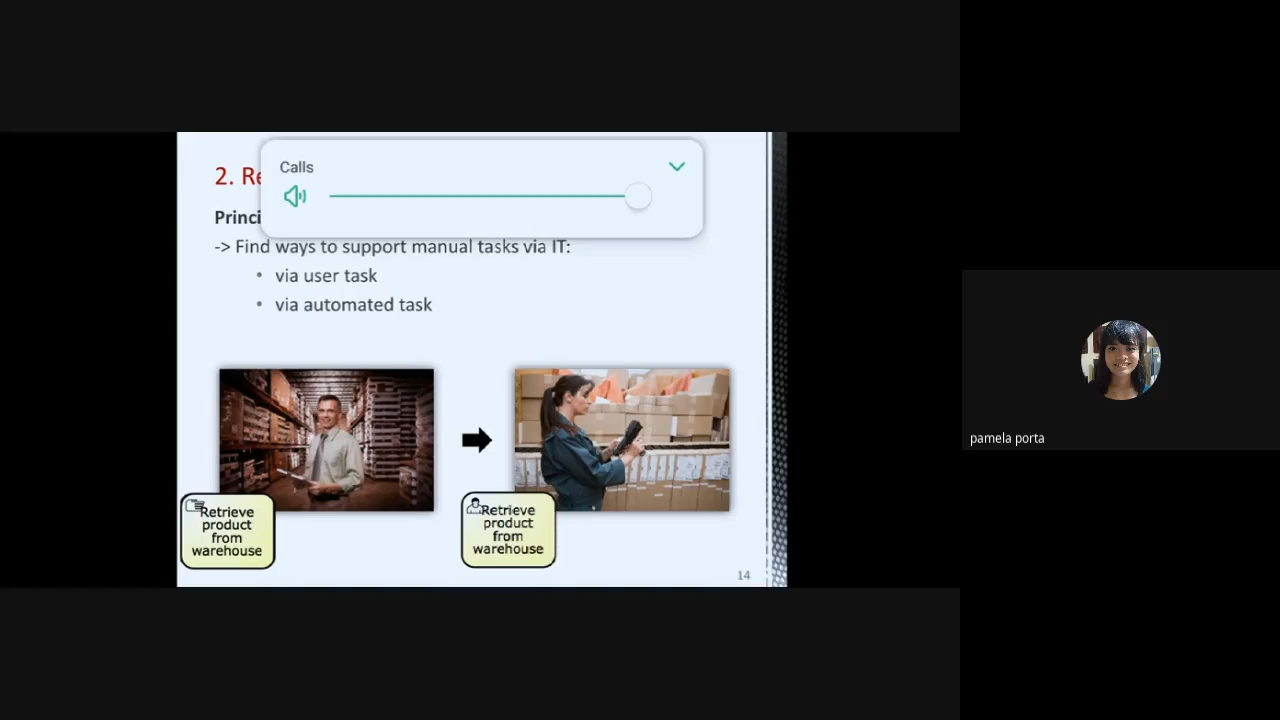 Calls
2. Re
Princi
-> Find ways to support manual tasks via IT:
• via user task
• via automated task
Retrieve
product
from
warehouse
Retrieve
product
from
warehouse
14
pamela porta